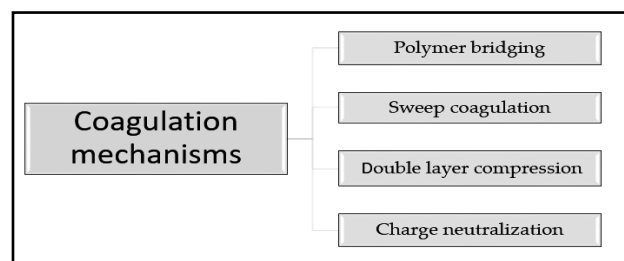 Coagulation
mechanisms
Polymer bridging
Sweep coagulation
Double layer compression
Charge neutralization